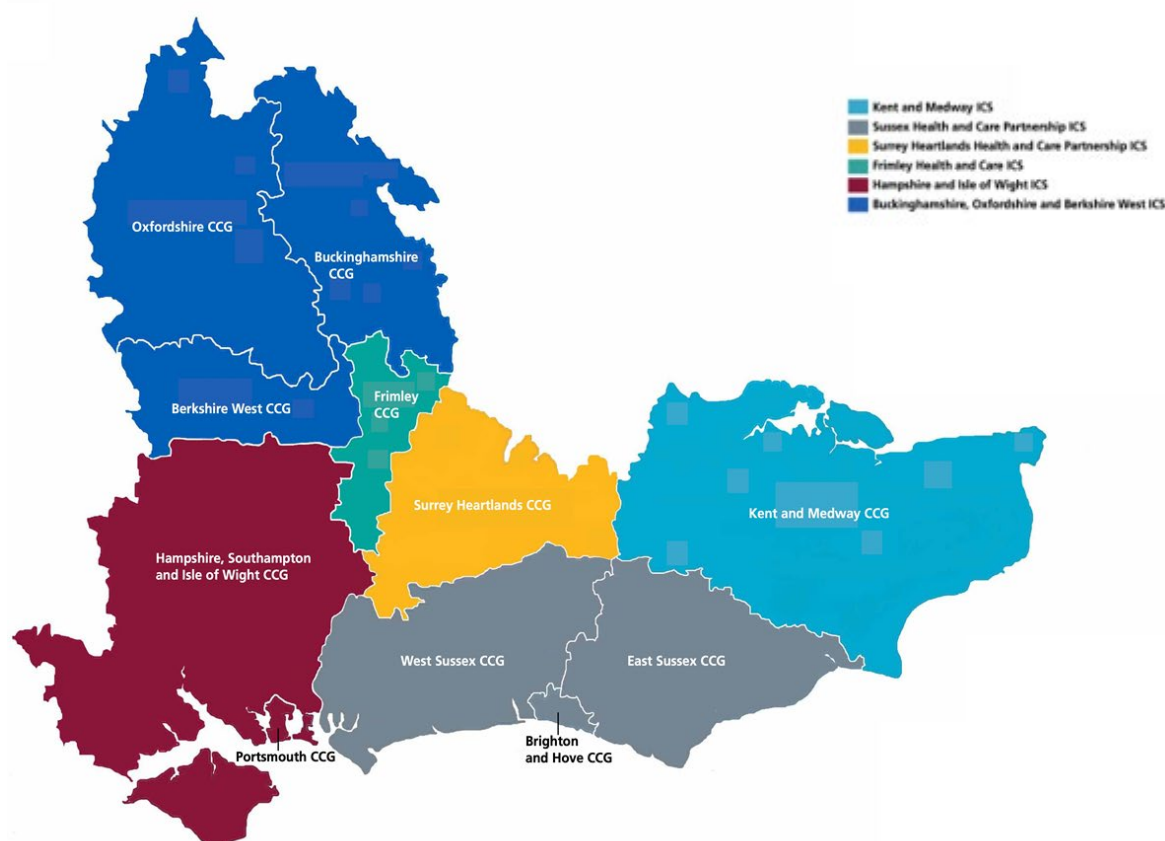 Kent and Medway ICS
Sussex Health and Care Partnership ICS
Surrey Heartlands Health and Care Partnership ICS
Frimley Health and Care ICS
Hampshire and Isle of Wight ICS
Buckinghamshire, Oxfordshire and Berkshire West ICS
Oxfordshire CCG
Buckinghamshire
CCG
Berkshire West CCG
Frimley
CCG
Surrey Heartlands CCG
Kent and Medway CCG
Hampshire, Southampton
and Isle of Wight CCG
West Sussex CCG
East Sussex CCG
Portsmouth CCG
Brighton
and Hove CCG